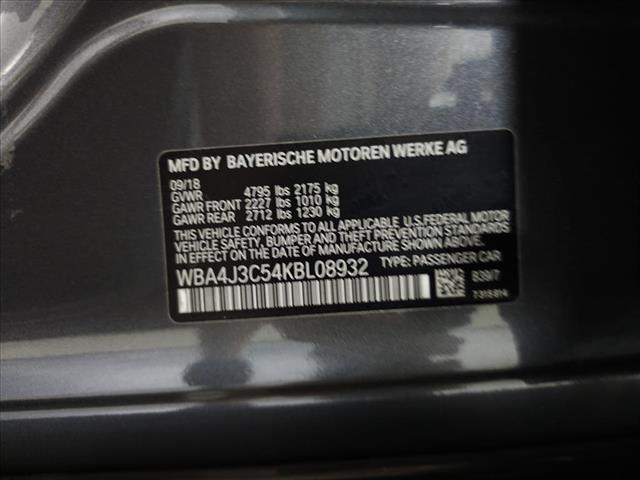 MFD BY BAYERISCHE MOTOREN WERKE AG
09/18
GVWR 4795 lbs 2175 kg
GAWR FRONT 2227 lbs 1010 kg
GAWR REAR 2712 lbs 1230 kg
THIS VEHICLE CONFORMS TO ALL APPLICABLE U.S. FEDERAL MOTOR
VEHICLE SAFETY, BUMPER, AND THEFT PREVENTION STANDARDS IN
EFFECT ON THE DATE OF MANUFACTURE SHOWN ABOVE.
WBA4J3C54KBL08932 TYPE: PASSENGER CAR